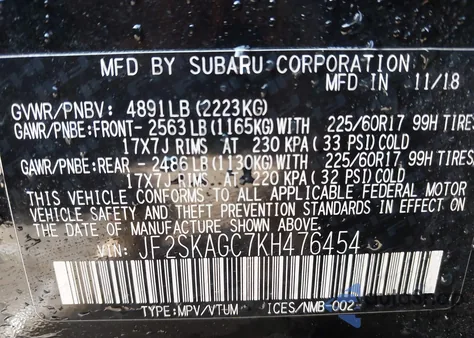 MFD BY SUBARU CORPORATION
MFD IN 11/18
GVWR/PNBV: 4891LB (2223KG)
GAWR/PNBE:FRONT- 2563 LB (1165KG) WITH 225/60R17 99H TIRES
17X7J RIMS AT 230 KPA ( 33 PSI) COLD
GAWR/PNBE:REAR - 2486 LB (1130KG) WITH 225/60R17 99H TIRES
17X7J RIMS AT 220 KPA ( 32 PSI) COLD
THIS VEHICLE CONFORMS TO ALL APPLICABLE FEDERAL MOTOR
VEHICLE SAFETY AND THEFT PREVENTION STANDARDS IN EFFECT ON
THE DATE OF MANUFACTURE SHOWN ABOVE.
VIN: JF2SKAGC7KH476454
TYPE:MPV/VTUM ICES/NMB-002